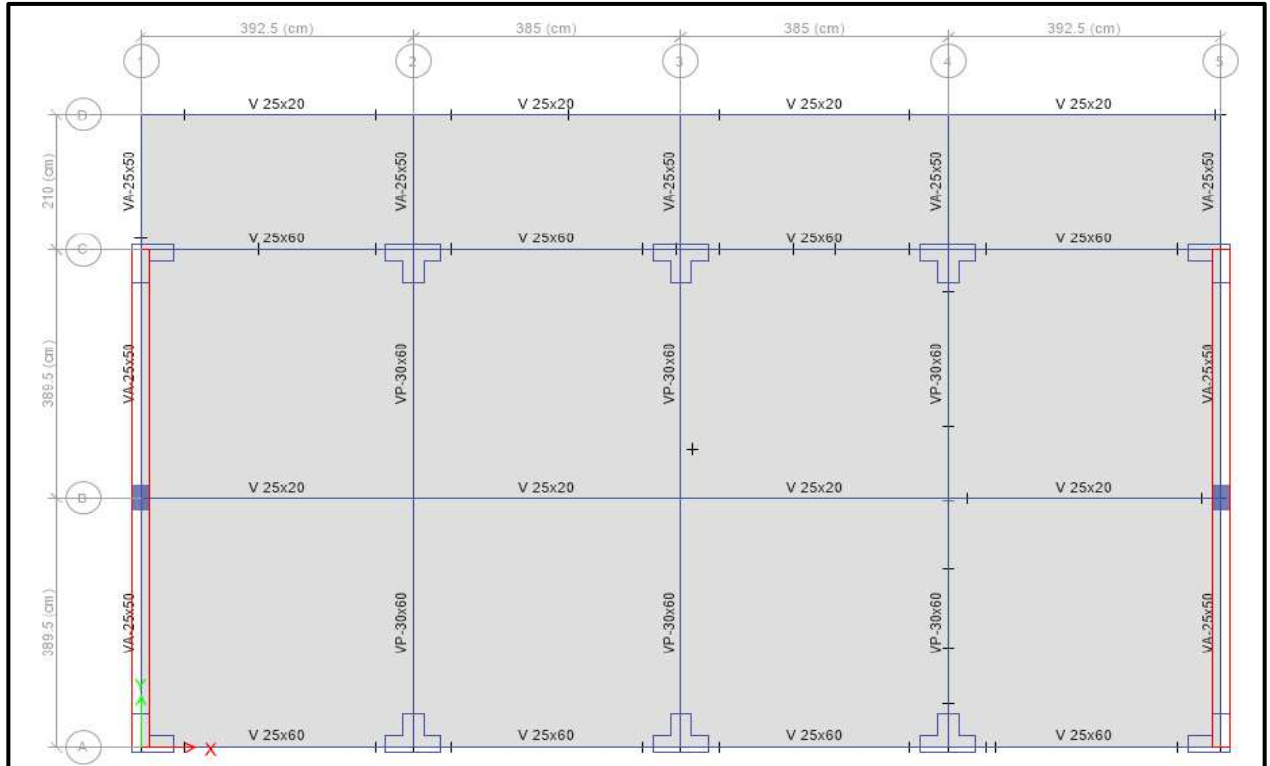 392.5 (cm) 385 (cm) 385 (cm) 392.5 (cm)
1 2 3 4 5
D V 25x20 V 25x20 V 25x20 V 25x20
210 (cm) VA-25x50 VA-25x50 VA-25x50 VA-25x50 VA-25x50
C V 25x60 V 25x60 V 25x60 V 25x60
389.5 (cm) VA-25x50 VP-30x60 VP-30x60 VP-30x60 VA-25x50
B V 25x20 V 25x20 V 25x20 V 25x20
389.5 (cm) VA-25x50 VP-30x60 VP-30x60 VP-30x60 VA-25x50
Y
A X V 25x60 V 25x60 V 25x60 V 25x60